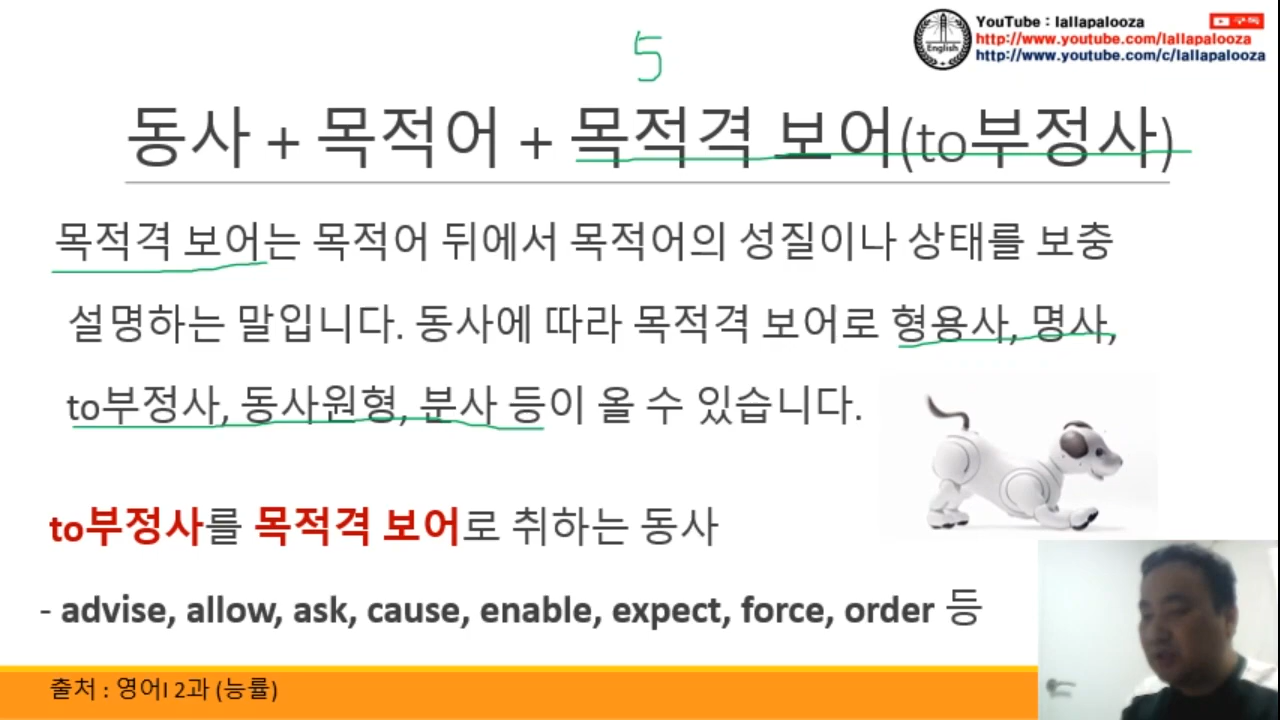 YouTube : lallapalooza
구독
http://www.youtube.com/lallapalooza
http://www.youtube.com/c/lallapalooza
English
5
동사 + 목적어 + 목적격 보어(to부정사)
목적격 보어는 목적어 뒤에서 목적어의 성질이나 상태를 보충
설명하는 말입니다. 동사에 따라 목적격 보어로 형용사, 명사,
to부정사, 동사원형, 분사 등이 올 수 있습니다.
to부정사를 목적격 보어로 취하는 동사
- advise, allow, ask, cause, enable, expect, force, order 등
출처 : 영어I 2과 (능률)